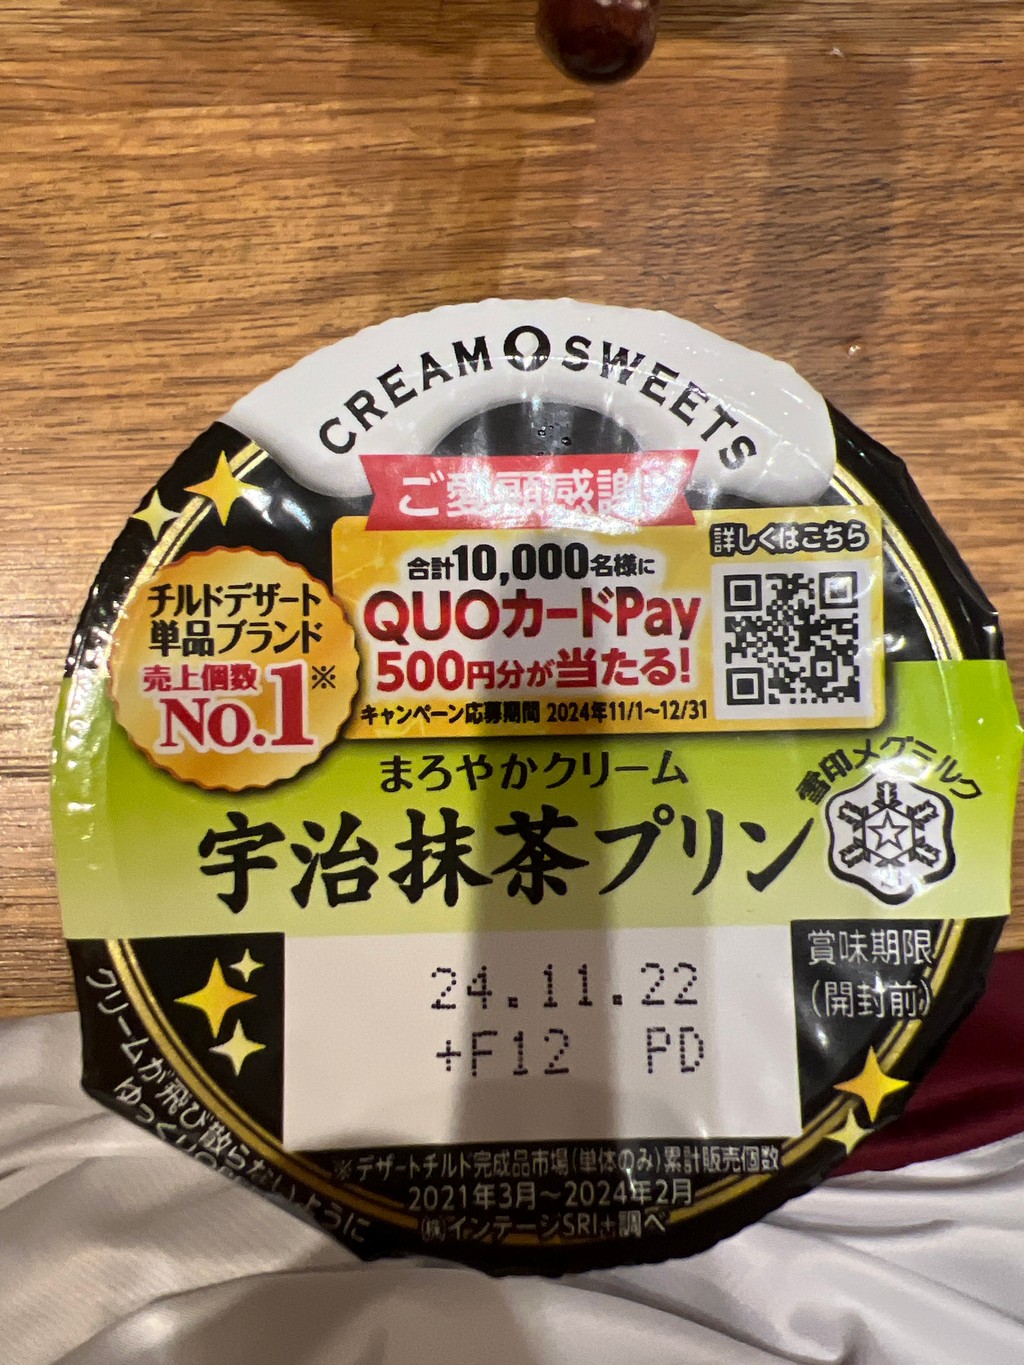 CREAM SWEETS
ご愛顧感謝!!
合計10,000名様に
QUOカードPay
500円分が当たる!
キャンペーン応募期間 2024年11/1~12/31
詳しくはこちら
チルドデザート
単品ブランド
売上個数
No.1※
まろやかクリーム
宇治抹茶プリン
雪印メグミルク
24.11.22
+F12 PD
賞味期限
(開封前)
クリームが飛び散らないように
ゆっくり
※デザートチルド完成品市場(単体のみ)累計販売個数
2021年3月~2024年2月
(株)インテージSRI+調べ